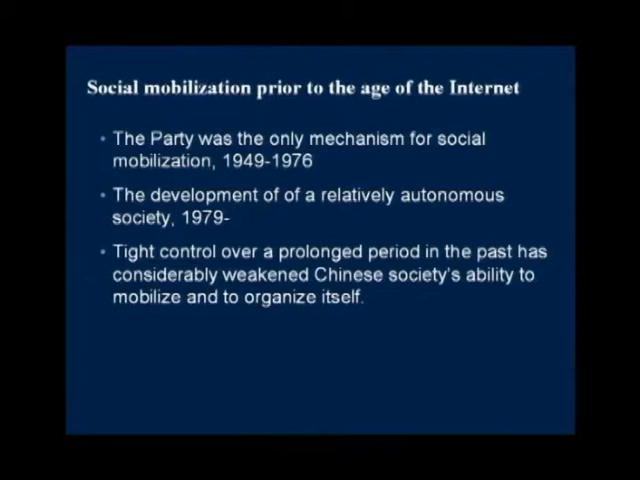 Social mobilization prior to the age of the Internet
• The Party was the only mechanism for social
mobilization, 1949-1976
• The development of of a relatively autonomous
society, 1979-
• Tight control over a prolonged period in the past has
considerably weakened Chinese society's ability to
mobilize and to organize itself.